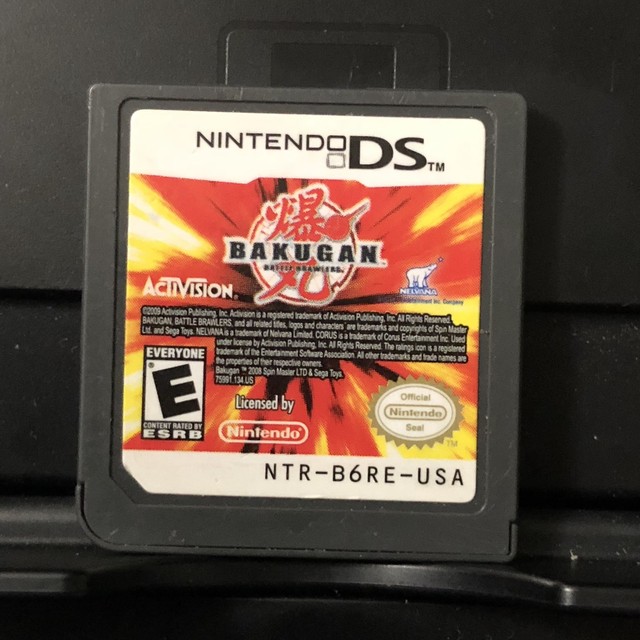 NINTENDO DS TM
爆
BAKUGAN
BATTLE BRAWLERS
丸
ACTIVISION®
NELVANA
Entertainment Inc. Company
©2009 Activision Publishing, Inc. Activision is a registered trademark of Activision Publishing, Inc. All Rights Reserved.
BAKUGAN, BATTLE BRAWLERS, and all related titles, logos and characters are trademarks and copyrights of Spin Master
Ltd. and Sega Toys. NELVANA is a trademark of Nelvana Limited. CORUS is a trademark of Corus Entertainment Inc. Used
under license by Activision Publishing, Inc. All Rights Reserved. The ratings icon is a registered
trademark of the Entertainment Software Association. All other trademarks and trade names are
the properties of their respective owners.
Bakugan ™ 2008 Spin Master LTD & Sega Toys.
75991.134.US
EVERYONE
E
®
CONTENT RATED BY
ESRB
Licensed by
Nintendo®
Official
Nintendo
Seal
TM
NTR-B6RE-USA